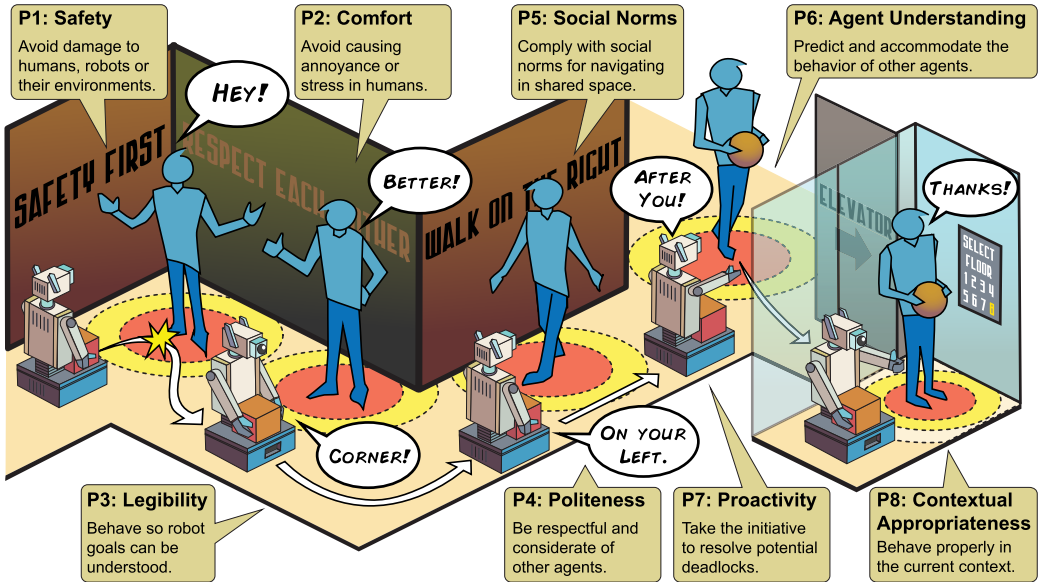 P1: Safety
Avoid damage to
humans, robots or
their environments.
P2: Comfort
Avoid causing
annoyance or
stress in humans.
P5: Social Norms
Comply with social
norms for navigating
in shared space.
P6: Agent Understanding
Predict and accommodate the
behavior of other agents.
HEY!
SAFETY FIRST
RESPECT EACH OTHER
BETTER!
WALK ON THE RIGHT
AFTER
YOU!
ELEVATOR
THANKS!
SELECT
FLOOR
1 2 3 4
5 6 7 8
CORNER!
ON YOUR
LEFT.
P3: Legibility
Behave so robot
goals can be
understood.
P4: Politeness
Be respectful and
considerate of
other agents.
P7: Proactivity
Take the initiative
to resolve potential
deadlocks.
P8: Contextual
Appropriateness
Behave properly in
the current context.